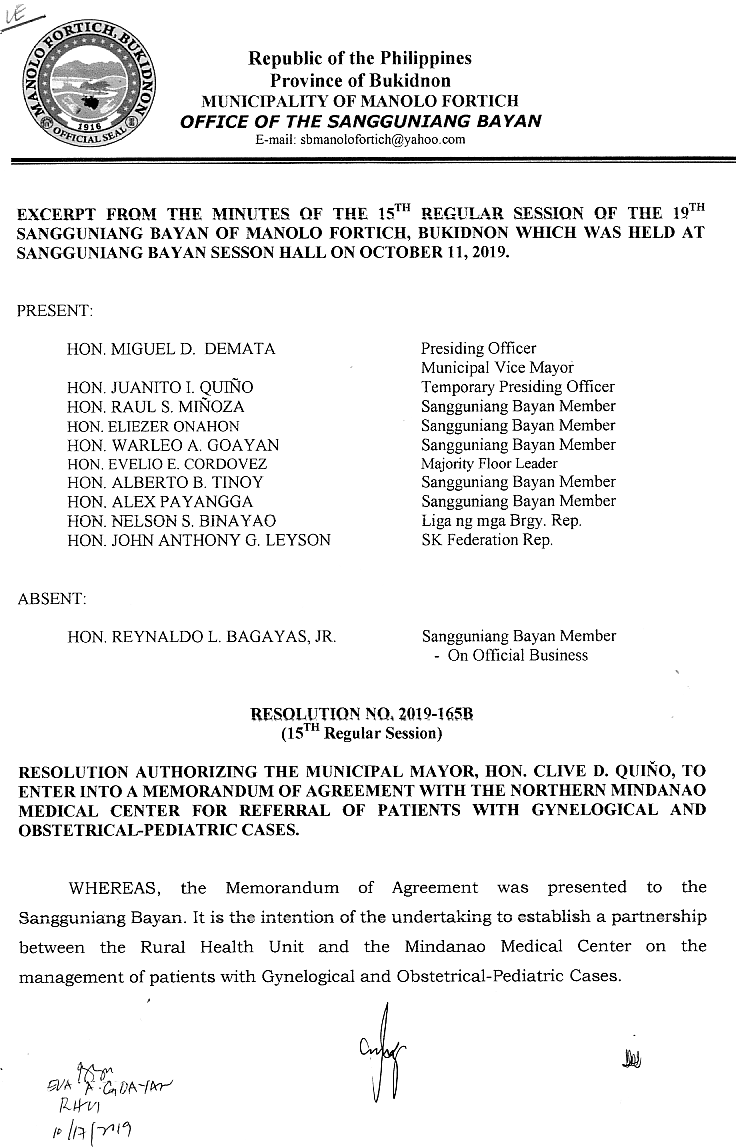 MANOLO FORTICH, BUKIDNON
1916
OFFICIAL SEAL
Republic of the Philippines
Province of Bukidnon
MUNICIPALITY OF MANOLO FORTICH
OFFICE OF THE SANGGUNIANG BAYAN
E-mail: sbmanolofortich@yahoo.com
EXCERPT FROM THE MINUTES OF THE 15TH REGULAR SESSION OF THE 19TH
SANGGUNIANG BAYAN OF MANOLO FORTICH, BUKIDNON WHICH WAS HELD AT
SANGGUNIANG BAYAN SESSON HALL ON OCTOBER 11, 2019.
PRESENT:
HON. MIGUEL D. DEMATA Presiding Officer
Municipal Vice Mayor
HON. JUANITO I. QUIÑO Temporary Presiding Officer
HON. RAUL S. MIÑOZA Sangguniang Bayan Member
HON. ELIEZER ONAHON Sangguniang Bayan Member
HON. WARLEO A. GOAYAN Sangguniang Bayan Member
HON. EVELIO E. CORDOVEZ Majority Floor Leader
HON. ALBERTO B. TINOY Sangguniang Bayan Member
HON. ALEX PAYANGGA Sangguniang Bayan Member
HON. NELSON S. BINAYAO Liga ng mga Brgy. Rep.
HON. JOHN ANTHONY G. LEYSON SK Federation Rep.
ABSENT:
HON. REYNALDO L. BAGAYAS, JR. Sangguniang Bayan Member
- On Official Business
RESOLUTION NO. 2019-165B
(15TH Regular Session)
RESOLUTION AUTHORIZING THE MUNICIPAL MAYOR, HON. CLIVE D. QUIÑO, TO
ENTER INTO A MEMORANDUM OF AGREEMENT WITH THE NORTHERN MINDANAO
MEDICAL CENTER FOR REFERRAL OF PATIENTS WITH GYNELOGICAL AND
OBSTETRICAL-PEDIATRIC CASES.
WHEREAS, the Memorandum of Agreement was presented to the
Sangguniang Bayan. It is the intention of the undertaking to establish a partnership
between the Rural Health Unit and the Mindanao Medical Center on the
management of patients with Gynelogical and Obstetrical-Pediatric Cases.
EVA A.
10/17/2019